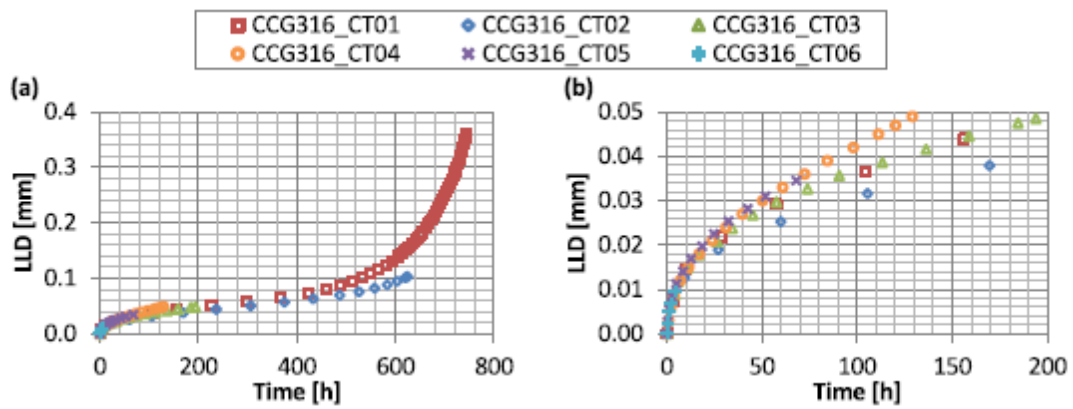 CCG316_CT01 CCG316_CT02 CCG316_CT03
CCG316_CT04 CCG316_CT05 CCG316_CT06
(a) (b)
0.4
0.3
0.2
0.1
0.0
LLD [mm]
0 200 400 600 800
Time [h]
0.05
0.04
0.03
0.02
0.01
0.00
LLD [mm]
0 50 100 150 200
Time [h]